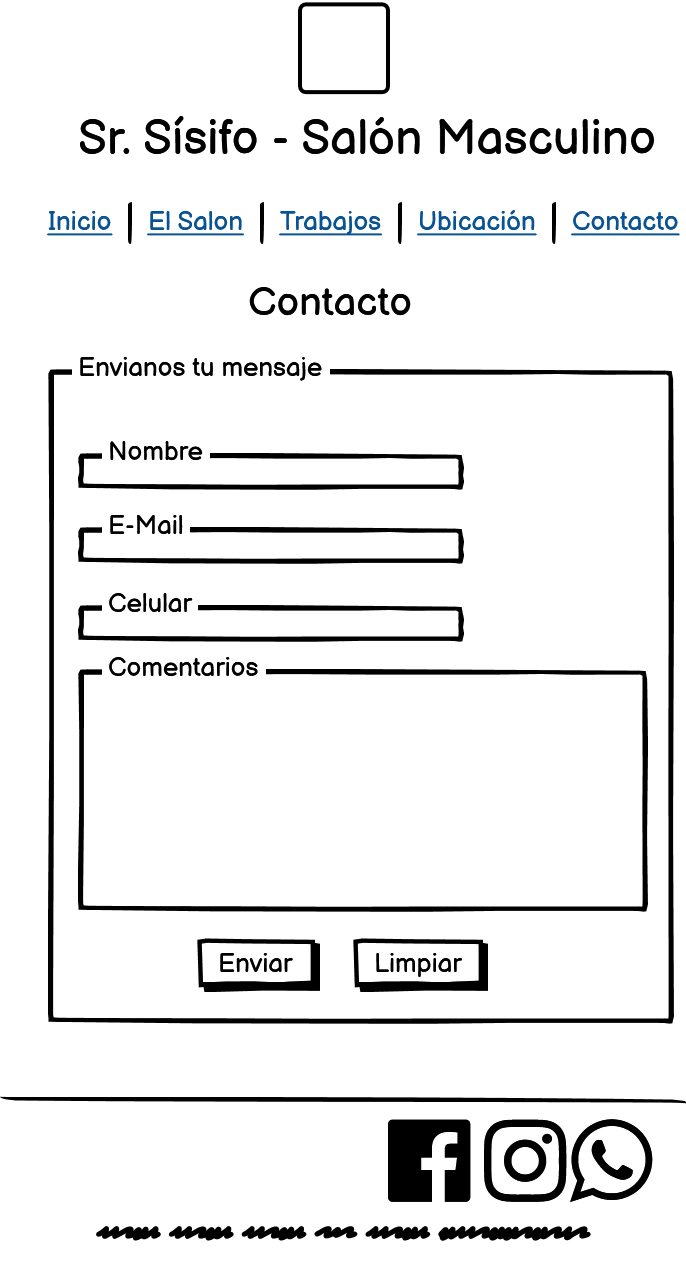 Sr. Sísifo - Salón Masculino
Inicio | El Salon | Trabajos | Ubicación | Contacto
Contacto
Envianos tu mensaje
Nombre
E-Mail
Celular
Comentarios
Enviar Limpiar